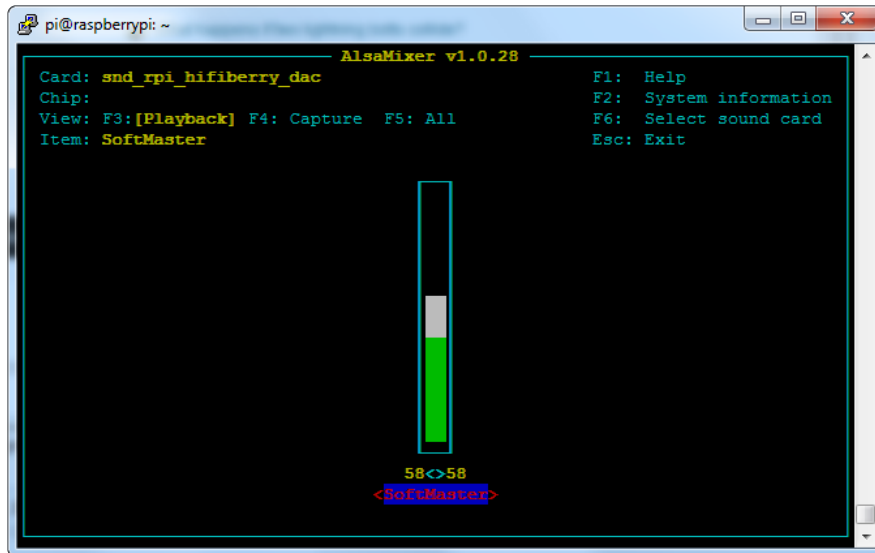 pi@raspberrypi: ~
AlsaMixer v1.0.28
Card: snd_rpi_hifiberry_dac F1: Help
Chip: F2: System information
View: F3:[Playback] F4: Capture F5: All F6: Select sound card
Item: SoftMaster Esc: Exit
58<>58
<SoftMaster>